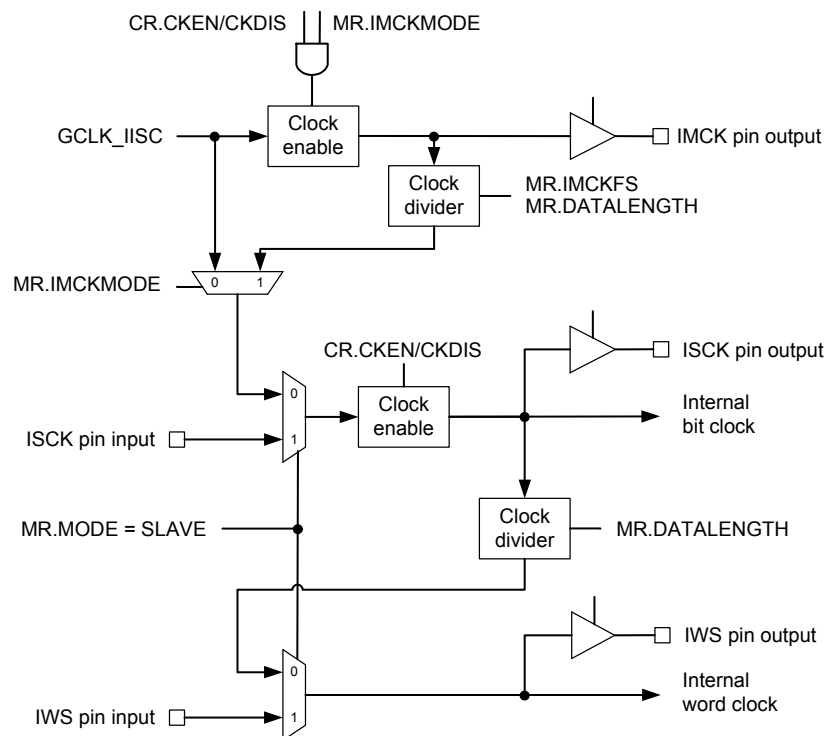 CR.CKEN/CKDIS MR.IMCKMODE
GCLK_IISC
Clock
enable
IMCK pin output
Clock
divider
MR.IMCKFS
MR.DATALENGTH
MR.IMCKMODE
0 1
CR.CKEN/CKDIS
ISCK pin output
0
Clock
enable
Internal
bit clock
ISCK pin input
1
MR.MODE = SLAVE
Clock
divider
MR.DATALENGTH
IWS pin output
0
Internal
word clock
IWS pin input
1